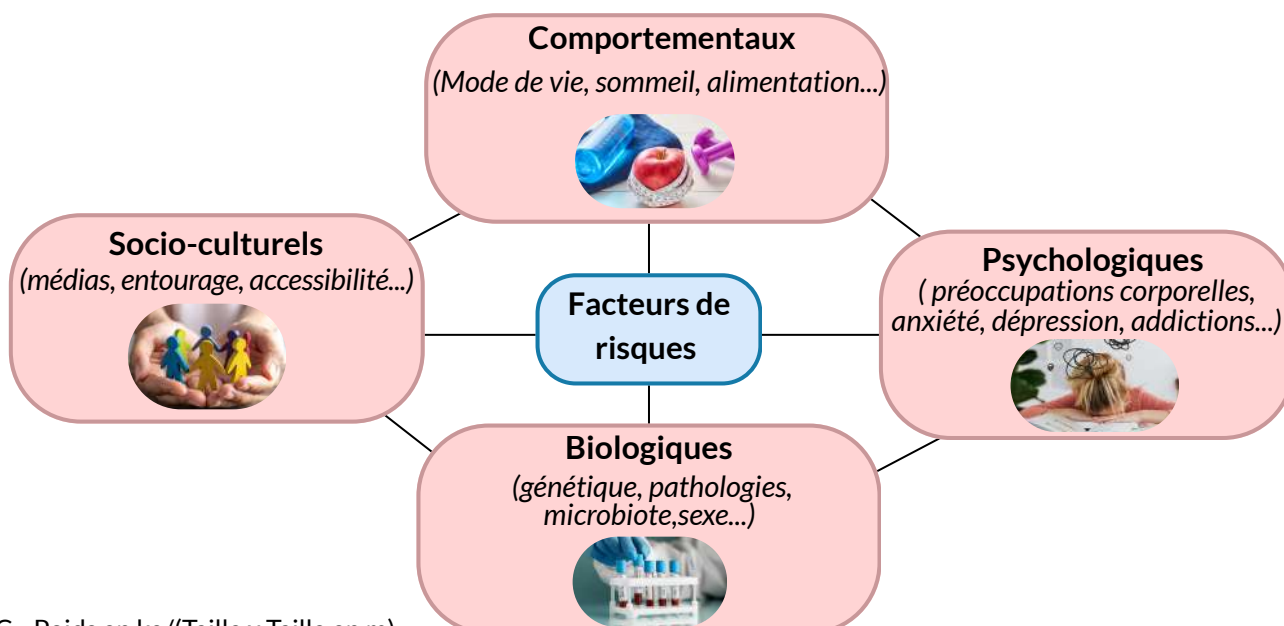 Comportementaux
(Mode de vie, sommeil, alimentation...)
Socio-culturels
(médias, entourage, accessibilité...)
Facteurs de
risques
Psychologiques
( préoccupations corporelles,
anxiété, dépression, addictions...)
Biologiques
(génétique, pathologies,
microbiote,sexe...)